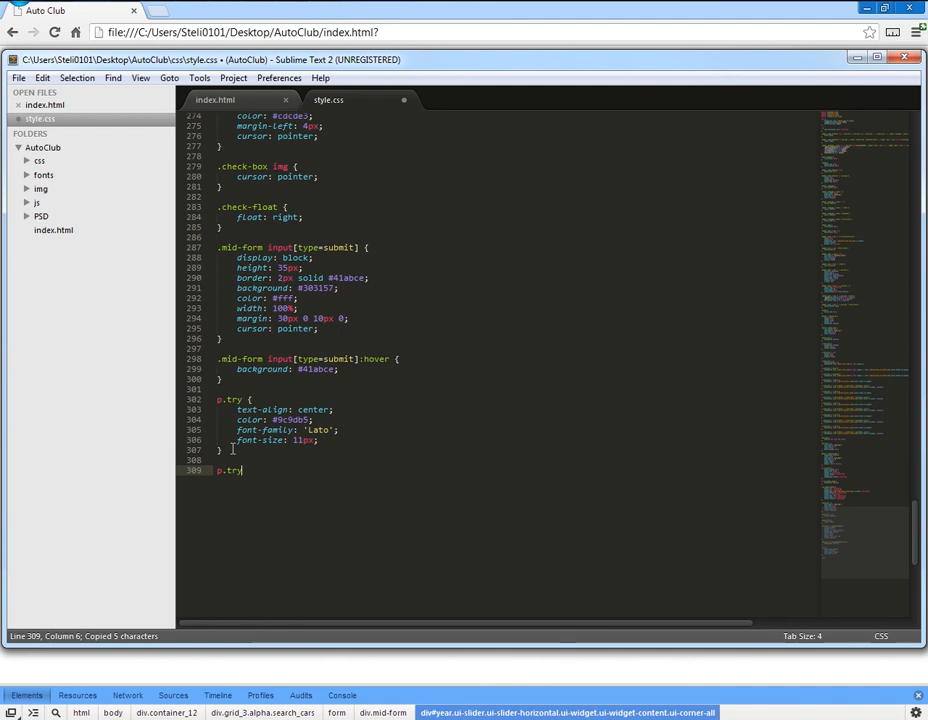 Auto Club
file:///C:/Users/Steli0101/Desktop/AutoClub/index.html?
C:\Users\Steli0101\Desktop\AutoClub\css\style.css • (AutoClub) - Sublime Text 2 (UNREGISTERED)
File Edit Selection Find View Goto Tools Project Preferences Help
OPEN FILES
index.html
style.css
FOLDERS
AutoClub
css
fonts
img
js
PSD
index.html
index.html style.css
274 color: #cdcde3;
275 margin-left: 4px;
276 cursor: pointer;
277 }
278
279 .check-box img {
280 cursor: pointer;
281 }
282
283 .check-float {
284 float: right;
285 }
286
287 .mid-form input[type=submit] {
288 display: block;
289 height: 35px;
290 border: 2px solid #41abce;
291 background: #303157;
292 color: #fff;
293 width: 100%;
294 margin: 30px 0 10px 0;
295 cursor: pointer;
296 }
297
298 .mid-form input[type=submit]:hover {
299 background: #41abce;
300 }
301
302 p.try {
303 text-align: center;
304 color: #9c9db5;
305 font-family: 'Lato';
306 font-size: 11px;
307 }
308
309 p.try
Line 309, Column 6; Copied 5 characters Tab Size: 4 CSS
Elements Resources Network Sources Timeline Profiles Audits Console
html body div.container_12 div.grid_3.alpha.search_cars form div.mid-form div#year.ui-slider.ui-slider-horizontal.ui-widget.ui-widget-content.ui-corner-all